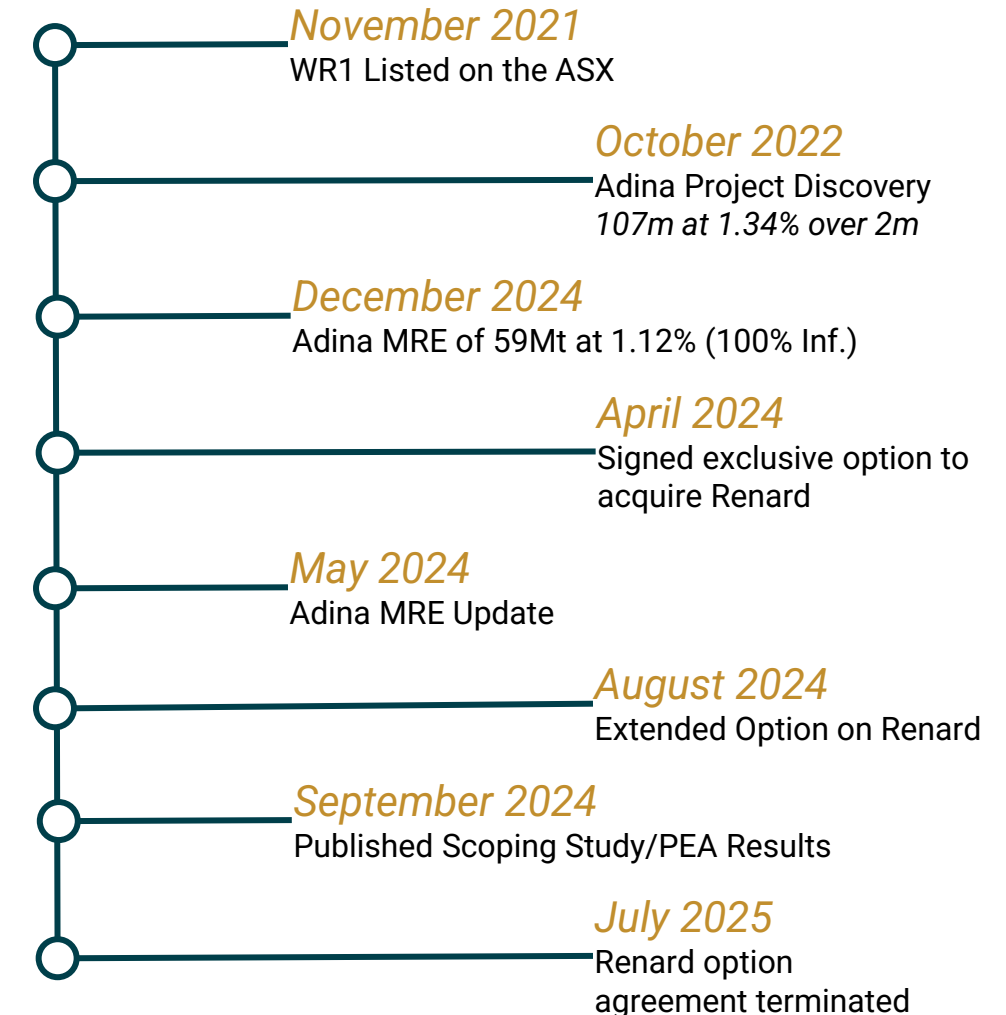 November 2021
WR1 Listed on the ASX
October 2022
Adina Project Discovery
107m at 1.34% over 2m
December 2024
Adina MRE of 59Mt at 1.12% (100% Inf.)
April 2024
Signed exclusive option to
acquire Renard
May 2024
Adina MRE Update
August 2024
Extended Option on Renard
September 2024
Published Scoping Study/PEA Results
July 2025
Renard option
agreement terminated